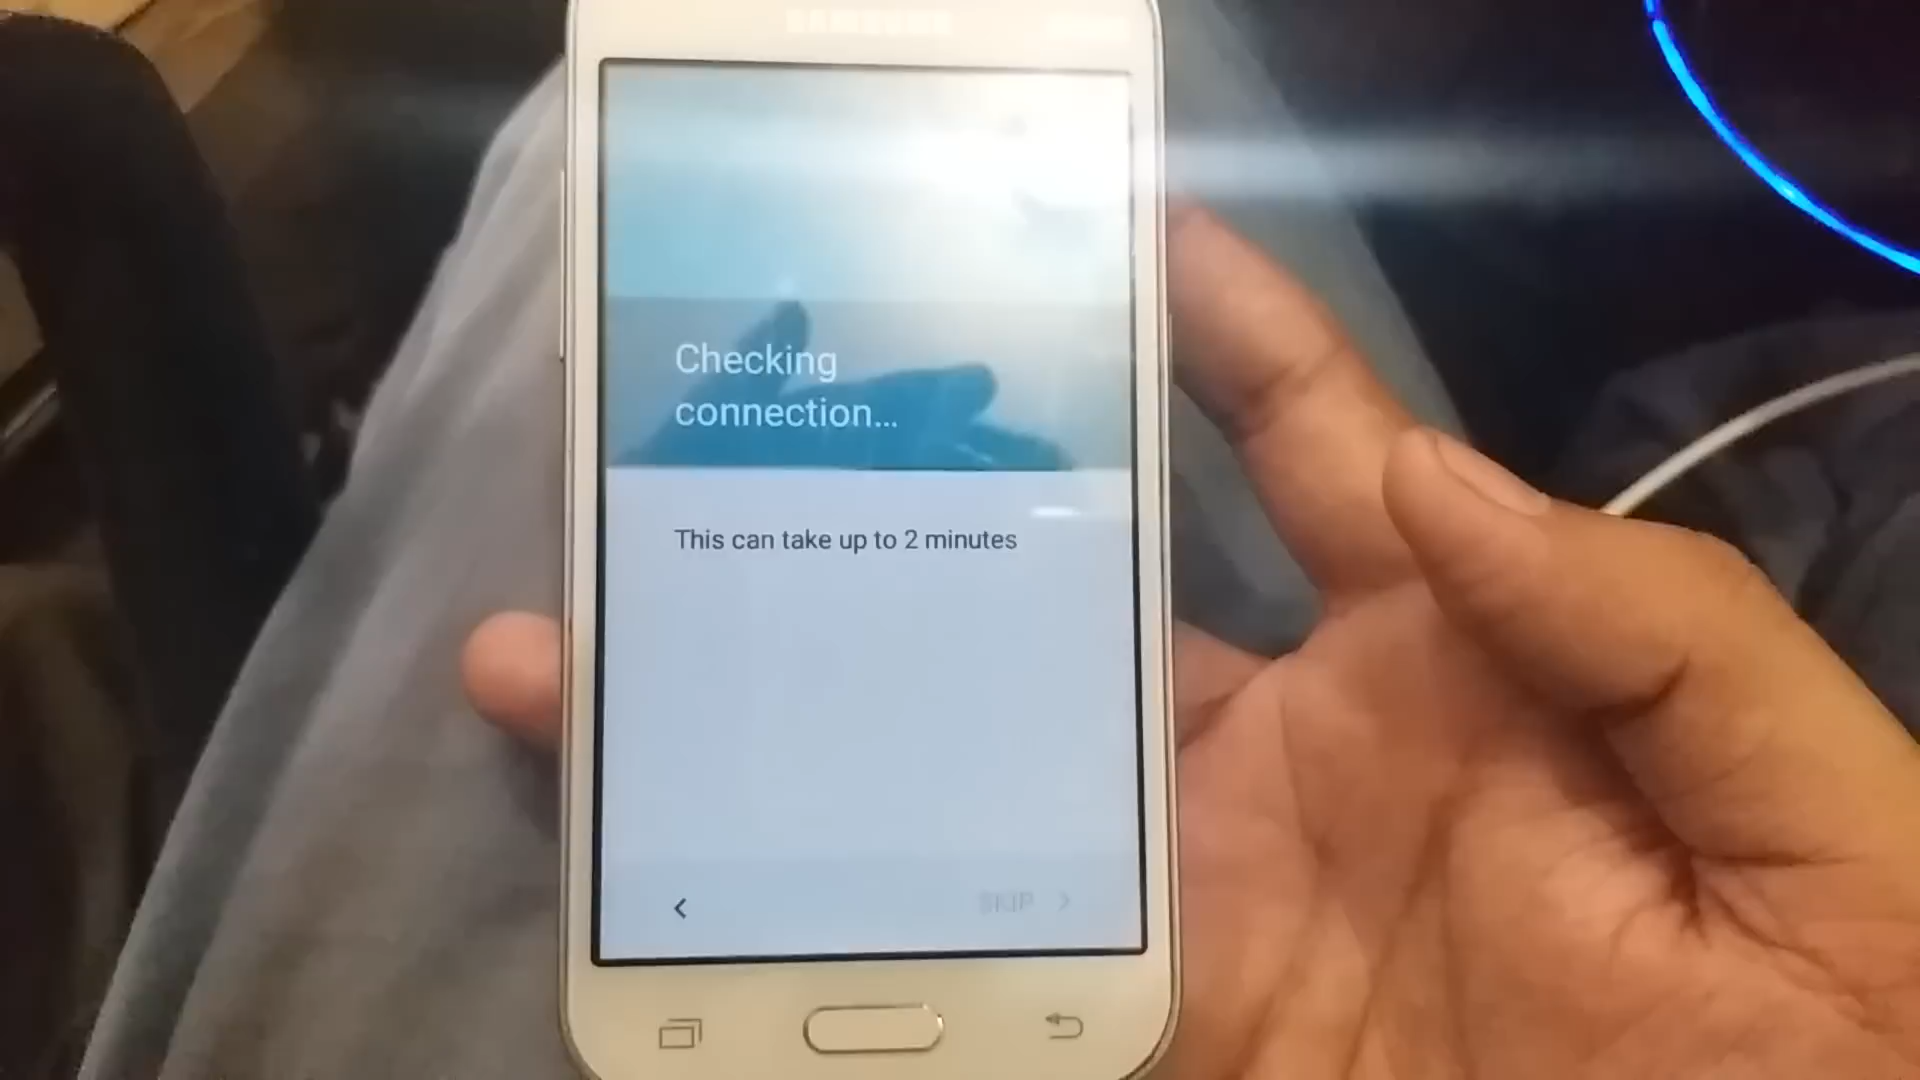 SAMSUNG
Checking
connection...
This can take up to 2 minutes
SKIP